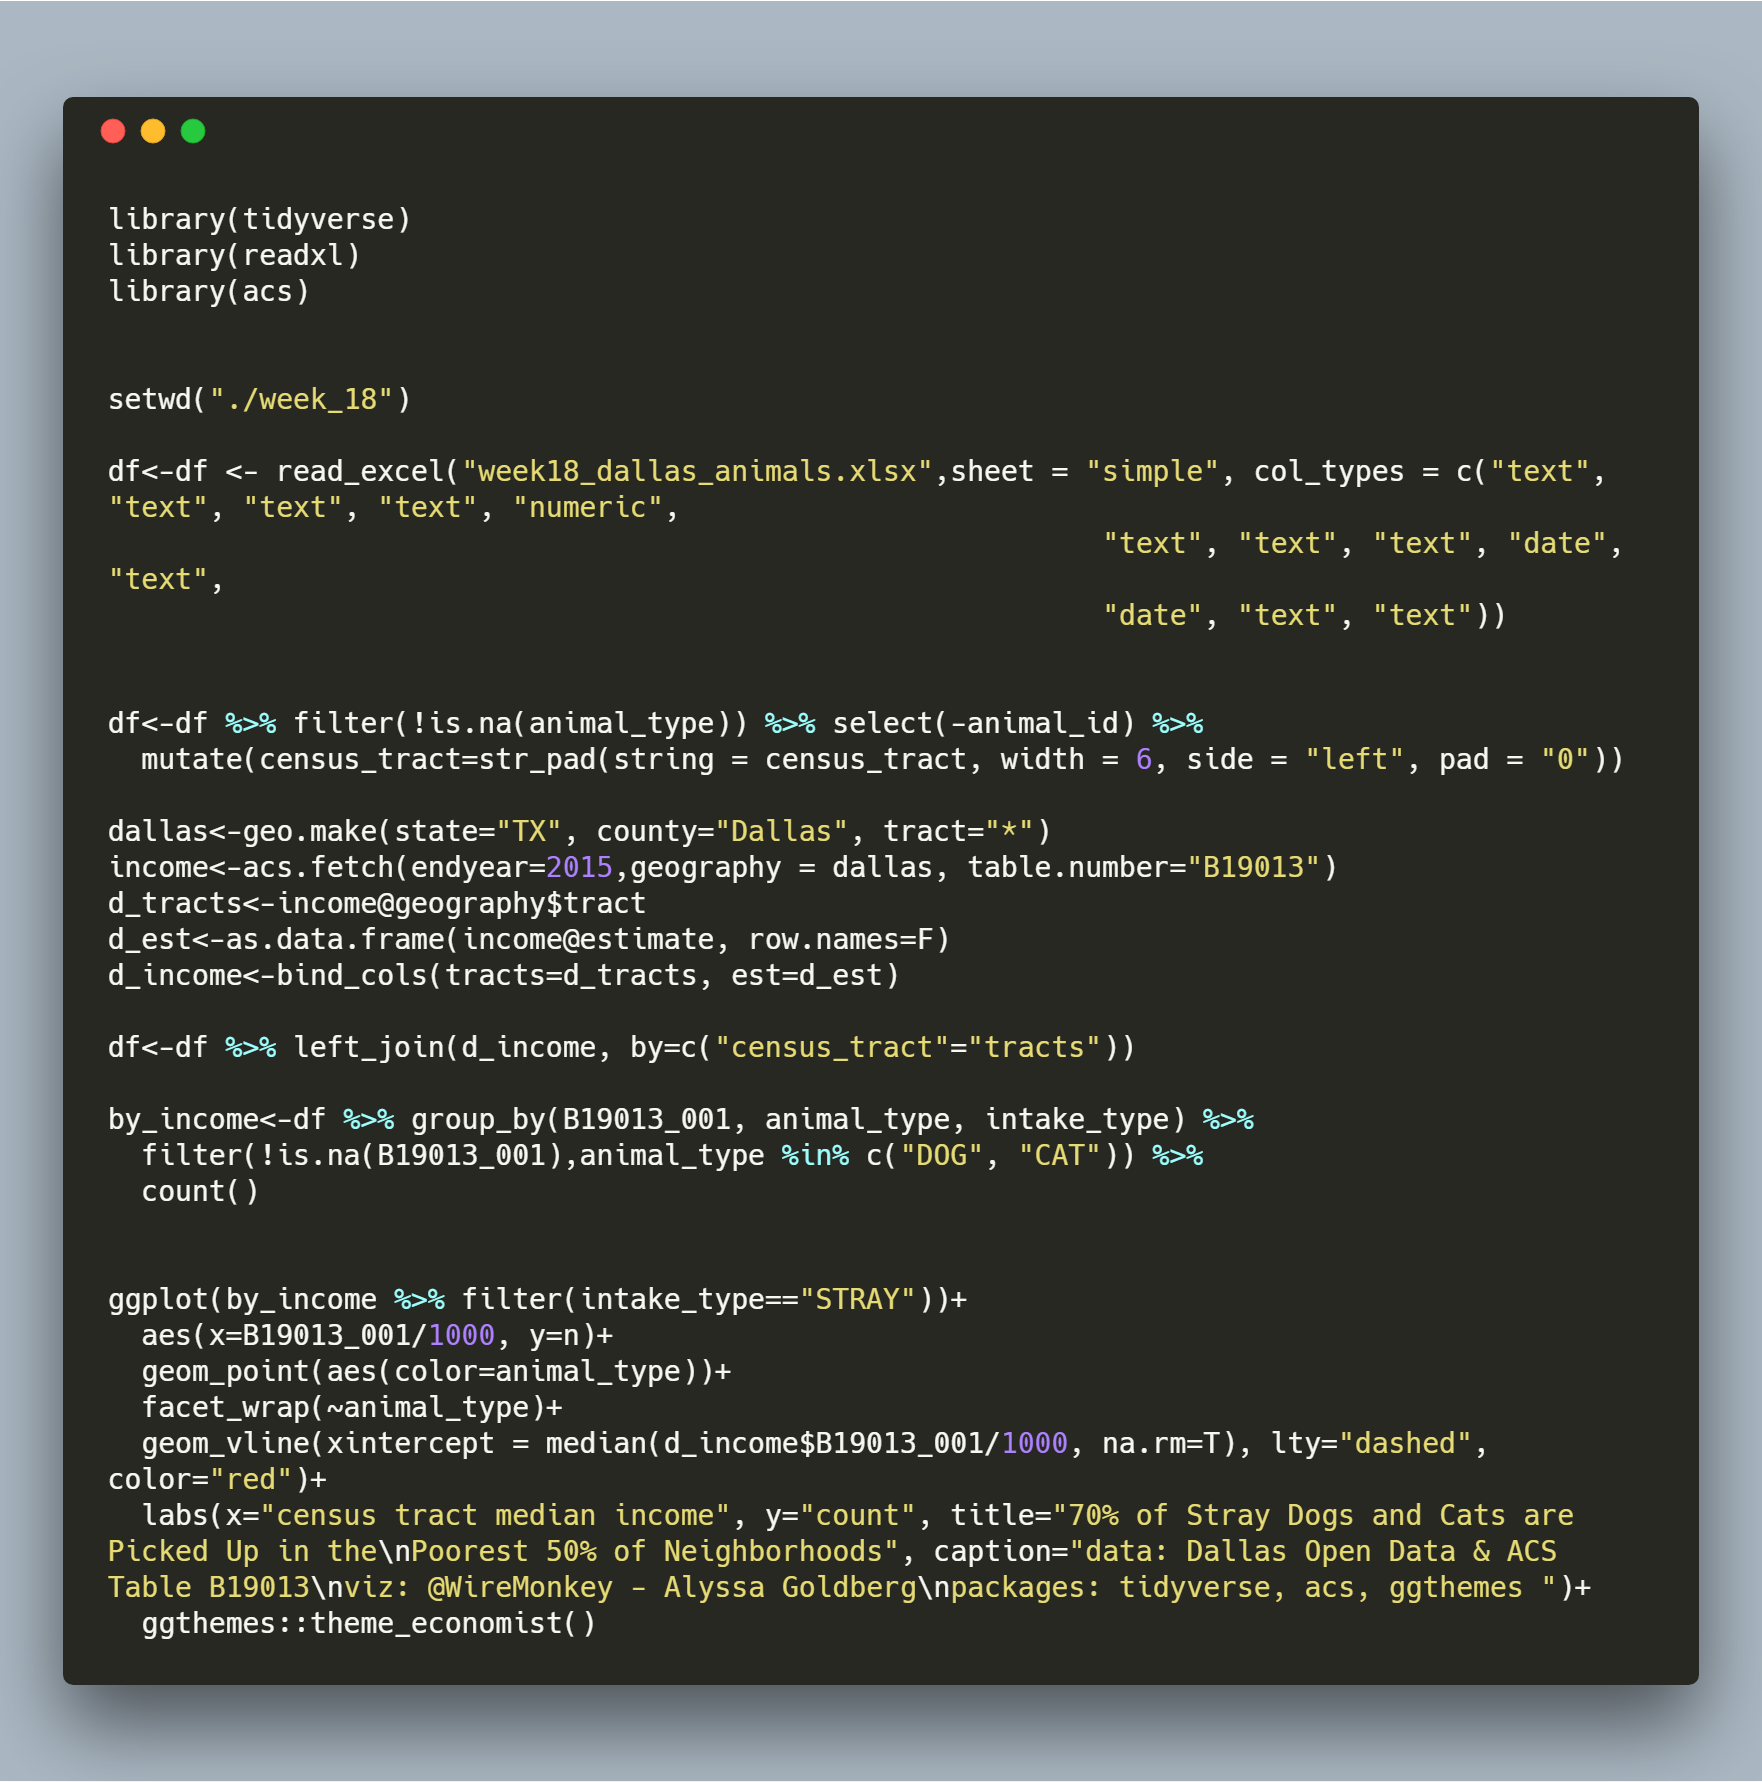 library(tidyverse)
library(readxl)
library(acs)
setwd("./week_18")
df<-df <- read_excel("week18_dallas_animals.xlsx",sheet = "simple", col_types = c("text",
"text", "text", "text", "numeric",
"text", "text", "text", "date",
"text",
"date", "text", "text"))
df<-df %>% filter(!is.na(animal_type)) %>% select(-animal_id) %>%
  mutate(census_tract=str_pad(string = census_tract, width = 6, side = "left", pad = "0"))
dallas<-geo.make(state="TX", county="Dallas", tract="*")
income<-acs.fetch(endyear=2015,geography = dallas, table.number="B19013")
d_tracts<-income@geography$tract
d_est<-as.data.frame(income@estimate, row.names=F)
d_income<-bind_cols(tracts=d_tracts, est=d_est)
df<-df %>% left_join(d_income, by=c("census_tract"="tracts"))
by_income<-df %>% group_by(B19013_001, animal_type, intake_type) %>%
  filter(!is.na(B19013_001),animal_type %in% c("DOG", "CAT")) %>%
  count()
ggplot(by_income %>% filter(intake_type=="STRAY"))+
  aes(x=B19013_001/1000, y=n)+
  geom_point(aes(color=animal_type))+
  facet_wrap(~animal_type)+
  geom_vline(xintercept = median(d_income$B19013_001/1000, na.rm=T), lty="dashed",
color="red")+
  labs(x="census tract median income", y="count", title="70% of Stray Dogs and Cats are
Picked Up in the\nPoorest 50% of Neighborhoods", caption="data: Dallas Open Data & ACS
Table B19013\nviz: @WireMonkey - Alyssa Goldberg\npackages: tidyverse, acs, ggthemes ")+
  ggthemes::theme_economist()